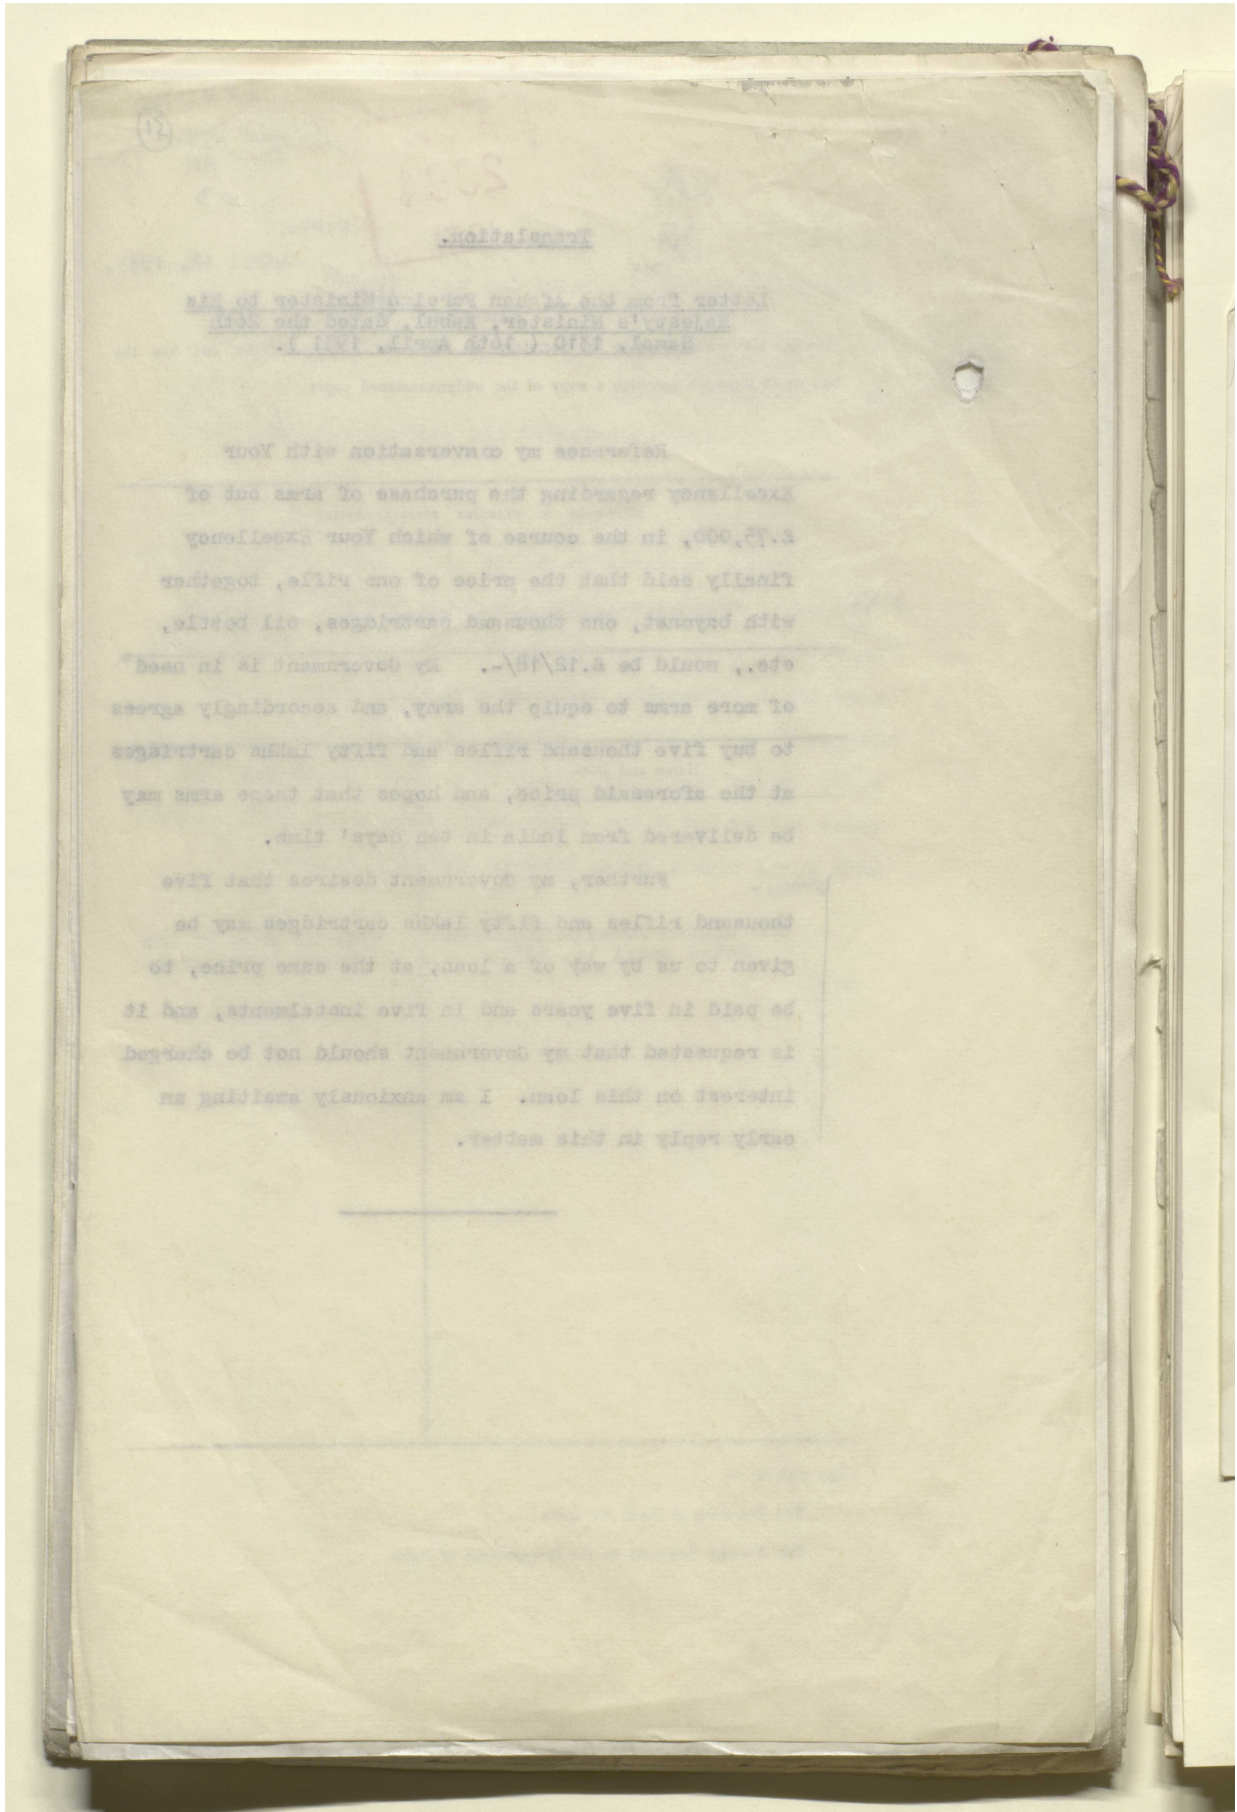 Translation.
Letter from the Afghan Foreign Minister to His
Majesty's Minister, Kabul, dated the 26th
Hamal, 1310 ( 16th April, 1931 ).
Reference my conversation with Your
Excellency regarding the purchase of arms out of
£.75,000, in the course of which Your Excellency
finally said that the price of one rifle, together
with bayonet, one thousand cartridges, oil bottle,
etc., would be £.12/18/-. My Government is in need
of more arms to equip the army, and accordingly agrees
to buy five thousand rifles and fifty lakhs cartridges
at the aforesaid price, and hopes that these arms may
be delivered from India in ten days' time.
Further, my Government desires that five
thousand rifles and fifty lakhs cartridges may be
given to us by way of a loan, at the same price, to
be paid in five years and in five instalments, and it
is requested that my Government should not be charged
interest on this loan. I am anxiously awaiting an
early reply in this matter.